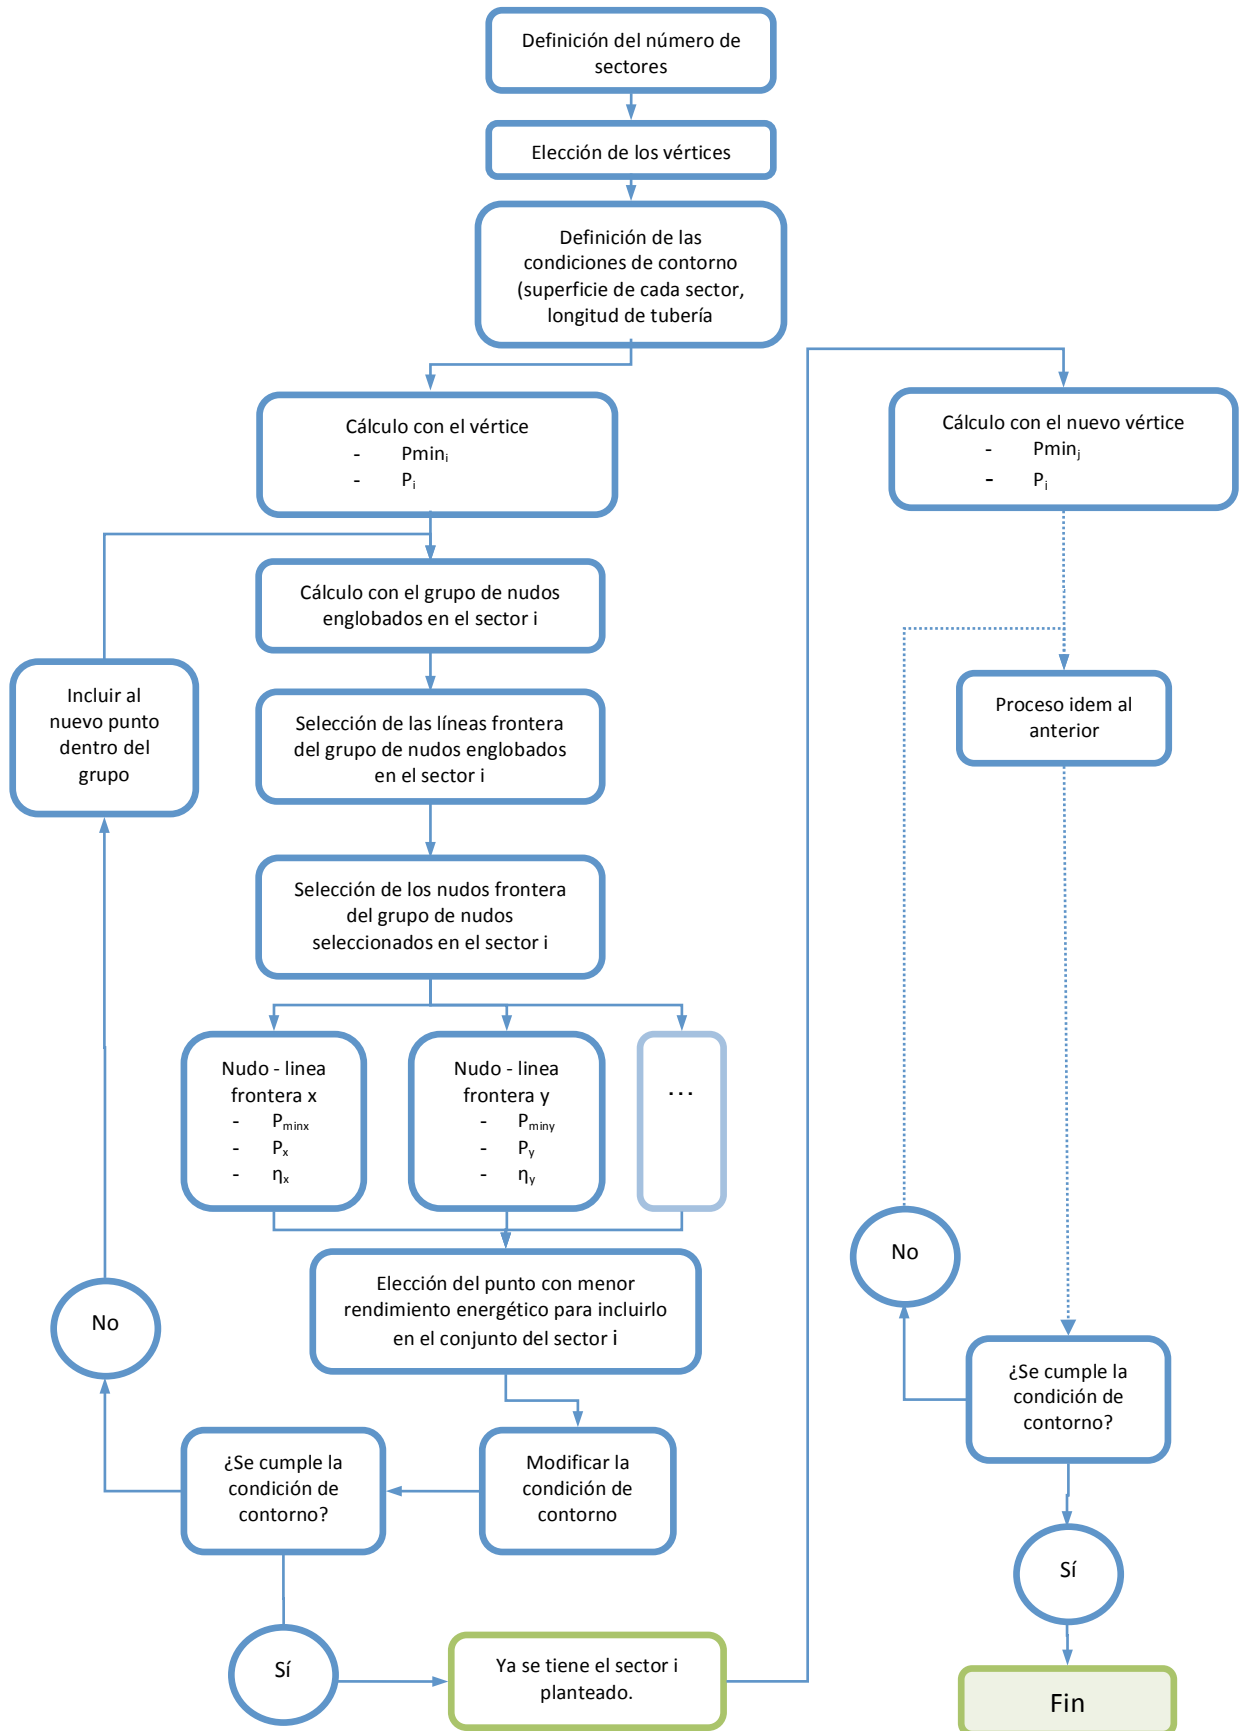 Definición del número de
sectores
Elección de los vértices
Definición de las
condiciones de contorno
(superficie de cada sector,
longitud de tubería
Cálculo con el vértice
- Pminᵢ
- Pᵢ
Cálculo con el grupo de nudos
englobados en el sector i
Incluir al
nuevo punto
dentro del
grupo
Selección de las líneas frontera
del grupo de nudos englobados
en el sector i
Selección de los nudos frontera
del grupo de nudos
seleccionados en el sector i
Nudo - linea
frontera x
- Pminx
- Px
- ηx
Nudo - linea
frontera y
- Pminy
- Py
- ηy
...
Elección del punto con menor
rendimiento energético para incluirlo
en el conjunto del sector i
No
¿Se cumple la
condición de
contorno?
Modificar la
condición de
contorno
Sí
Ya se tiene el sector i
planteado.
Cálculo con el nuevo vértice
- Pminⱼ
- Pᵢ
Proceso idem al
anterior
No
¿Se cumple la
condición de
contorno?
Sí
Fin